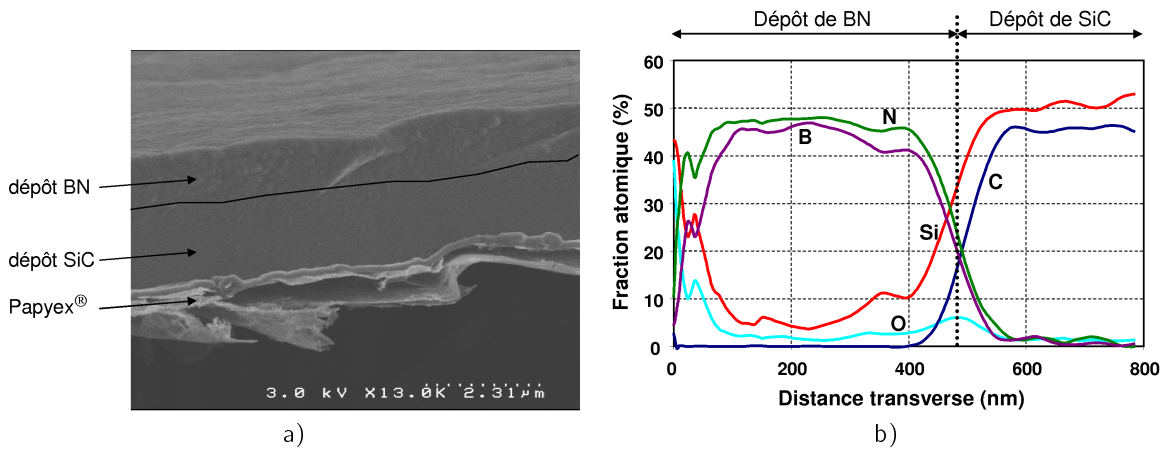 dépôt BN
dépôt SiC
Papyex®
3.0 kV X13.0K 2.31µm
a)
Dépôt de BN
Dépôt de SiC
Fraction atomique (%)
60
50
40
30
20
10
0
N
B
C
Si
O
0
200
400
600
800
Distance transverse (nm)
b)